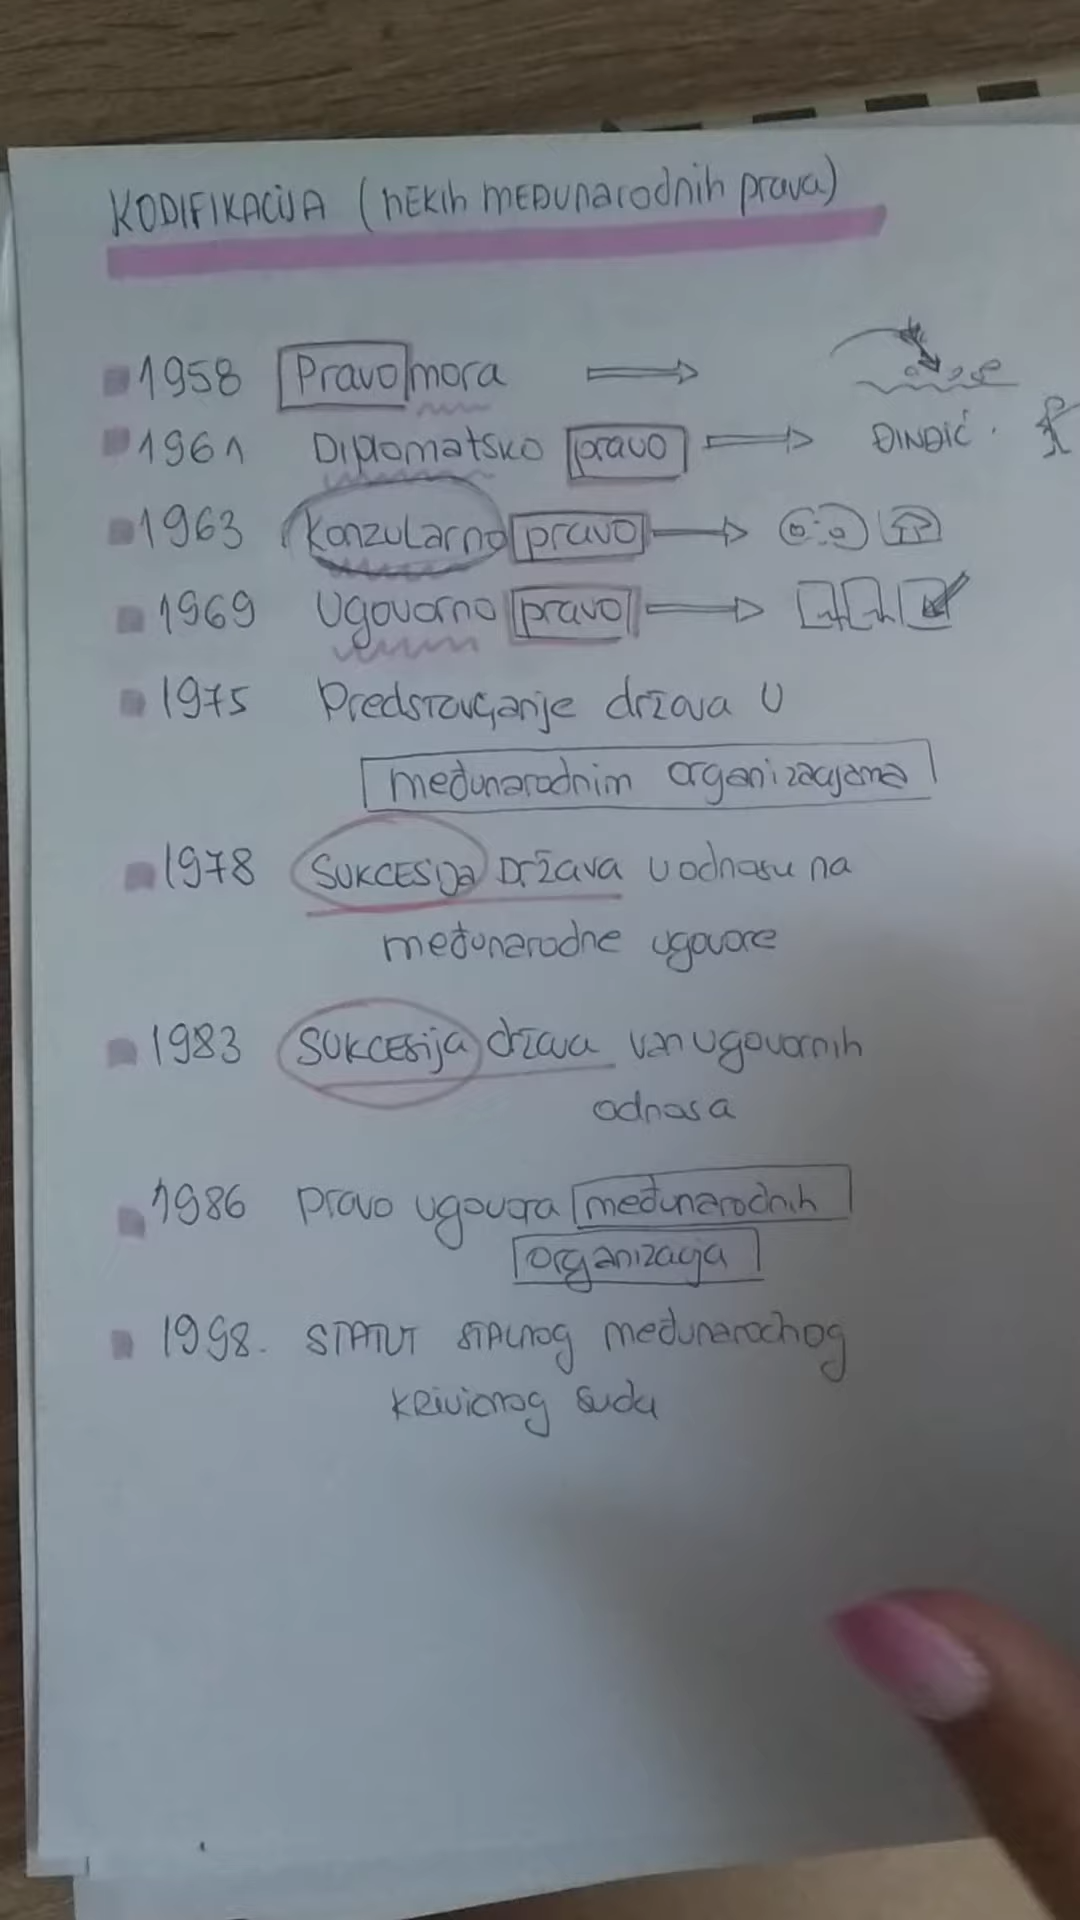 KODIFIKACIJA (nekih međunarodnih prava)
1958 Pravo mora
1961 Diplomatsko pravo ĐINĐIĆ.
1963 Konzularno pravo
1969 Ugovorno pravo
1975 Predstavljanje država u
međunarodnim organizacijama
1978 SUKCESIJA Država u odnosu na
međunarodne ugovore
1983 SUKCESija država van ugovornih
odnosa
1986 pravo ugovora međunarodnih
organizacija
1998. STATUT STALNOG međunarodnog
KRIVIČNOG suda